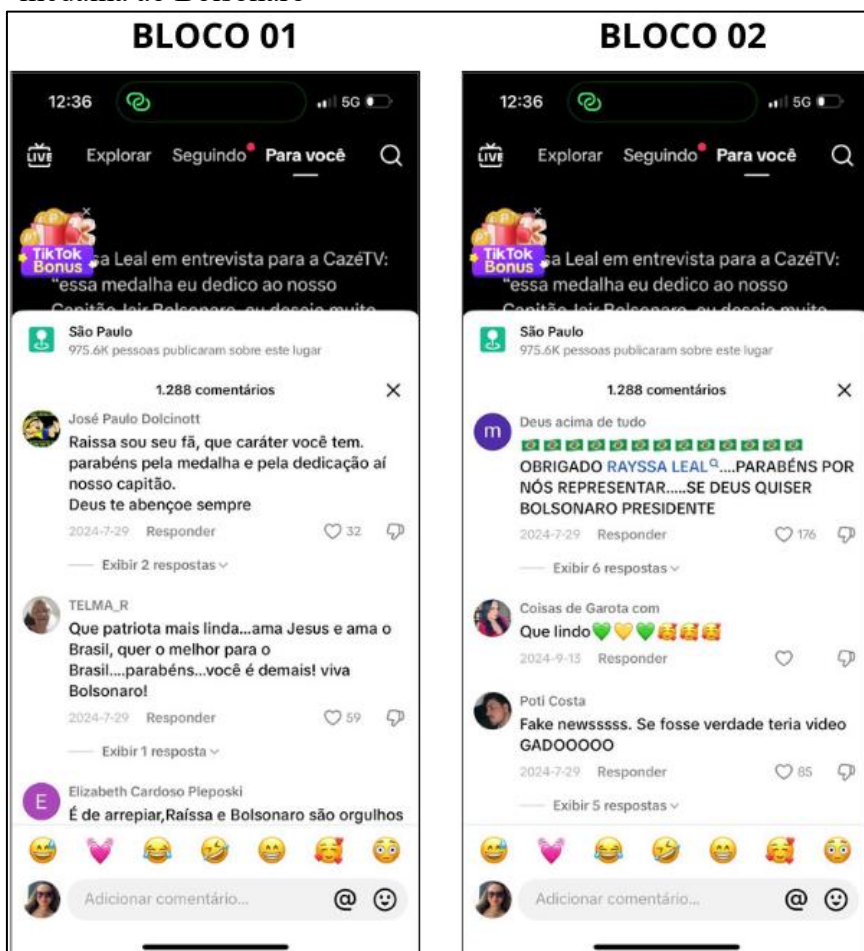 BLOCO 01
12:36
5G
LIVE
Explorar Seguindo Para você
TikTok
Bonus
sa Leal em entrevista para a CazéTV:
"essa medalha eu dedico ao nosso
São Paulo
975.6K pessoas publicaram sobre este lugar
1.288 comentários
José Paulo Dolcinott
Raissa sou seu fã, que caráter você tem.
parabéns pela medalha e pela dedicação aí
nosso capitão.
Deus te abençoe sempre
2024-7-29 Responder 32
Exibir 2 respostas
TELMA_R
Que patriota mais linda...ama Jesus e ama o
Brasil, quer o melhor para o
Brasil....parabéns...você é demais! viva
Bolsonaro!
2024-7-29 Responder 59
Exibir 1 resposta
E
Elizabeth Cardoso Pleposki
É de arrepiar,Raíssa e Bolsonaro são orgulhos
Adicionar comentário...
@
BLOCO 02
12:36
5G
LIVE
Explorar Seguindo Para você
TikTok
Bonus
sa Leal em entrevista para a CazéTV:
"essa medalha eu dedico ao nosso
São Paulo
975.6K pessoas publicaram sobre este lugar
1.288 comentários
m
Deus acima de tudo
🇧🇷🇧🇷🇧🇷🇧🇷🇧🇷🇧🇷🇧🇷🇧🇷🇧🇷🇧🇷🇧🇷🇧🇷
OBRIGADO RAYSSA LEAL....PARABÉNS POR
NÓS REPRESENTAR.....SE DEUS QUISER
BOLSONARO PRESIDENTE
2024-7-29 Responder 176
Exibir 6 respostas
Coisas de Garota com
Que lindo💚💛💚🥰🥰🥰
2024-9-13 Responder
Poti Costa
Fake newsssss. Se fosse verdade teria video
GADOOOOO
2024-7-29 Responder 85
Exibir 5 respostas
Adicionar comentário...
@